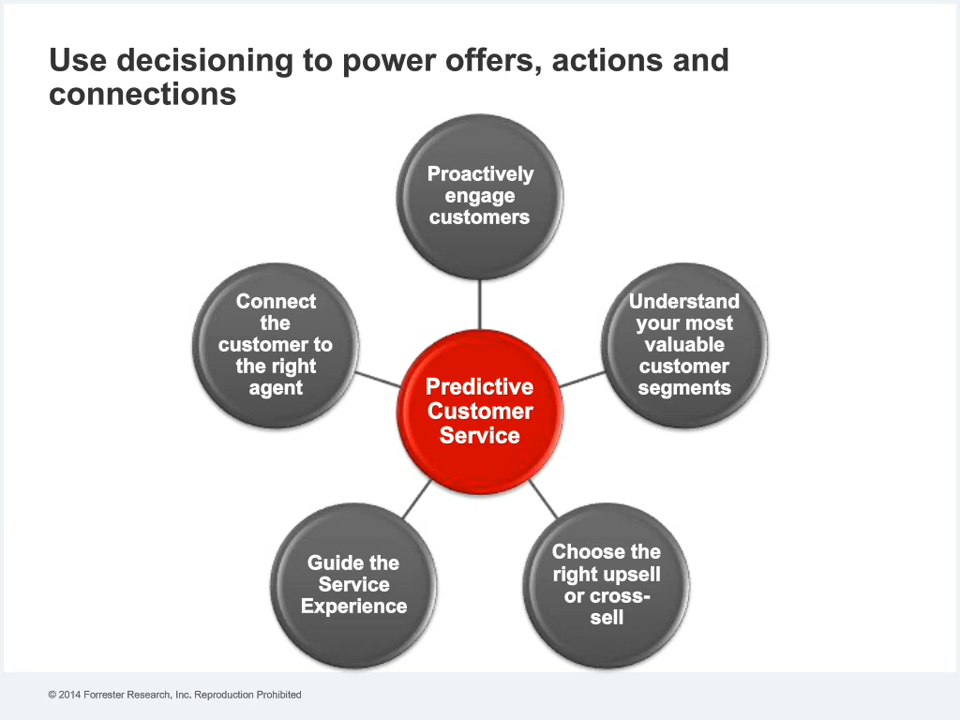 Use decisioning to power offers, actions and
connections
Proactively
engage
customers
Connect
the
customer to
the right
agent
Understand
your most
valuable
customer
segments
Predictive
Customer
Service
Guide the
Service
Experience
Choose the
right upsell
or cross-
sell
© 2014 Forrester Research, Inc. Reproduction Prohibited